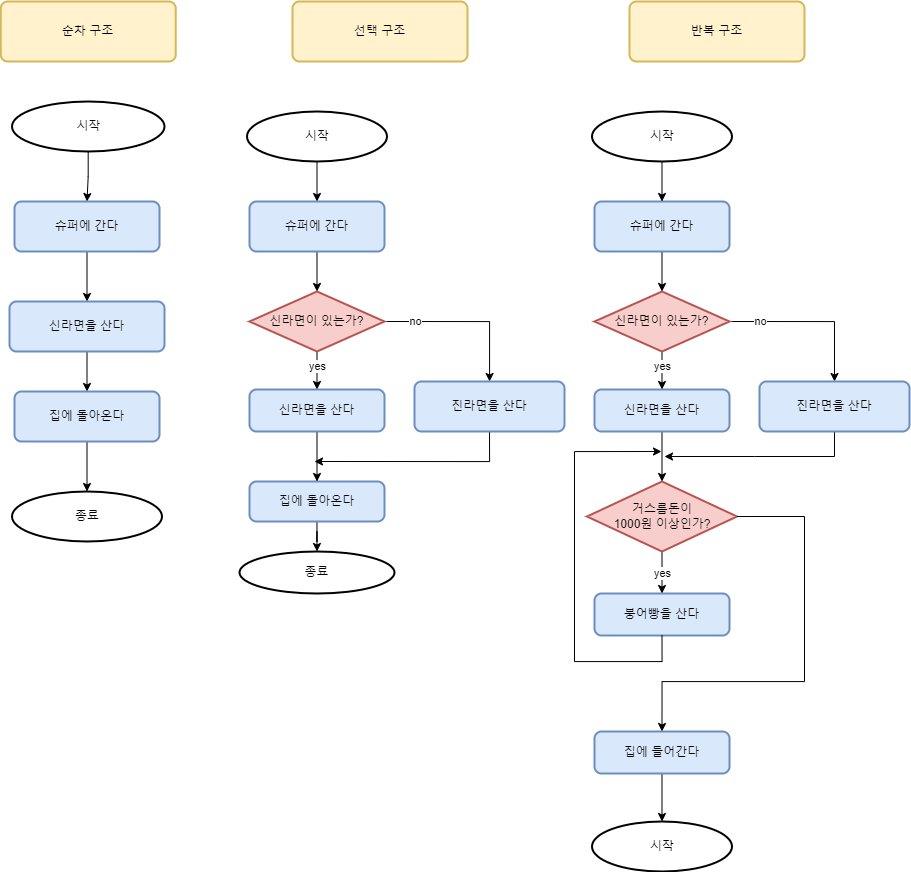 순차 구조
시작
슈퍼에 간다
신라면을 산다
집에 돌아온다
종료
선택 구조
시작
슈퍼에 간다
신라면이 있는가?
no
yes
신라면을 산다
진라면을 산다
집에 돌아온다
종료
반복 구조
시작
슈퍼에 간다
신라면이 있는가?
no
yes
신라면을 산다
진라면을 산다
거스름돈이
1000원 이상인가?
yes
붕어빵을 산다
집에 들어간다
시작